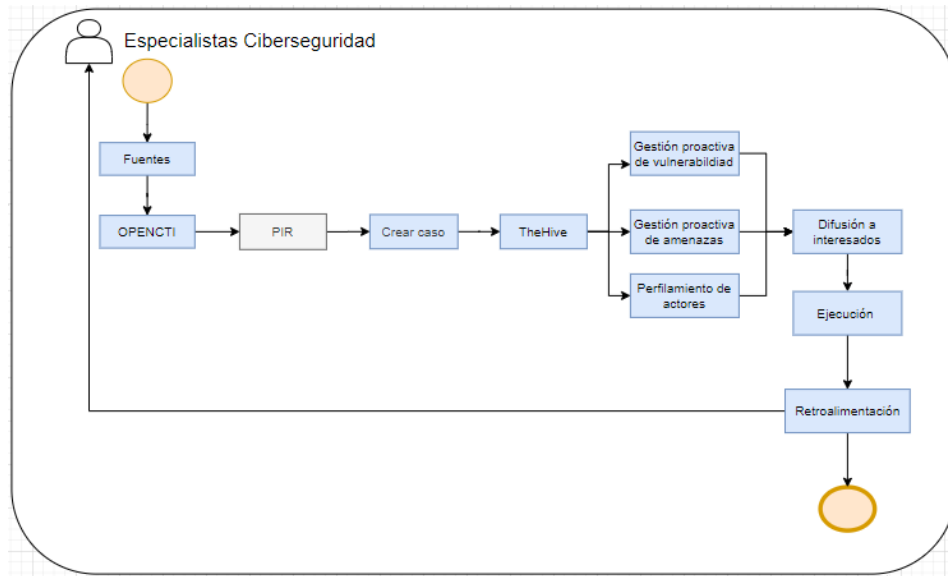 Especialistas Ciberseguridad
Fuentes
OPENCTI
PIR
Crear caso
TheHive
Gestión proactiva
de vulnerabildiad
Gestión proactiva
de amenazas
Perfilamiento de
actores
Difusión a
interesados
Ejecución
Retroalimentación